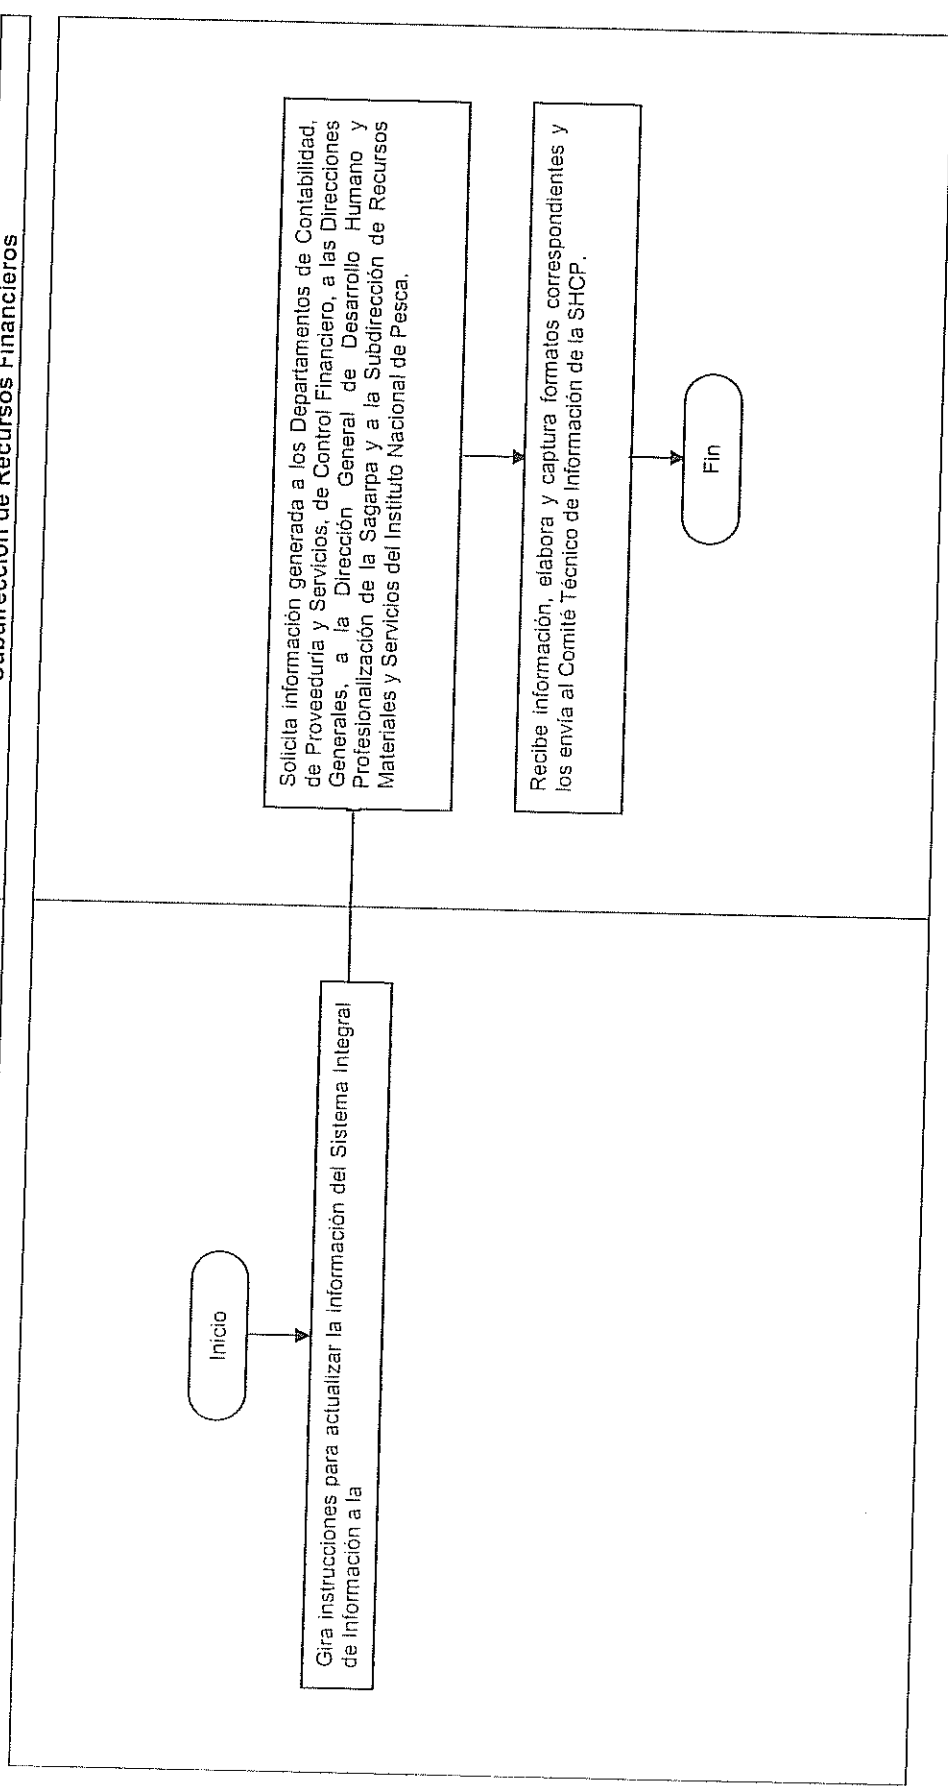 Subdirección de Recursos Financieros
Inicio
Gira instrucciones para actualizar la Información del Sistema Integral
de Información a la
Solicita información generada a los Departamentos de Contabilidad,
de Proveeduria y Servicios, de Control Financiero, a las Direcciones
Generales, a la Dirección General de Desarrollo Humano y
Profesionalización de la Sagarpa y a la Subdirección de Recursos
Materiales y Servicios del Instituto Nacional de Pesca.
Recibe información, elabora y captura formatos correspondientes y
los envía al Comité Técnico de Información de la SHCP.
Fin